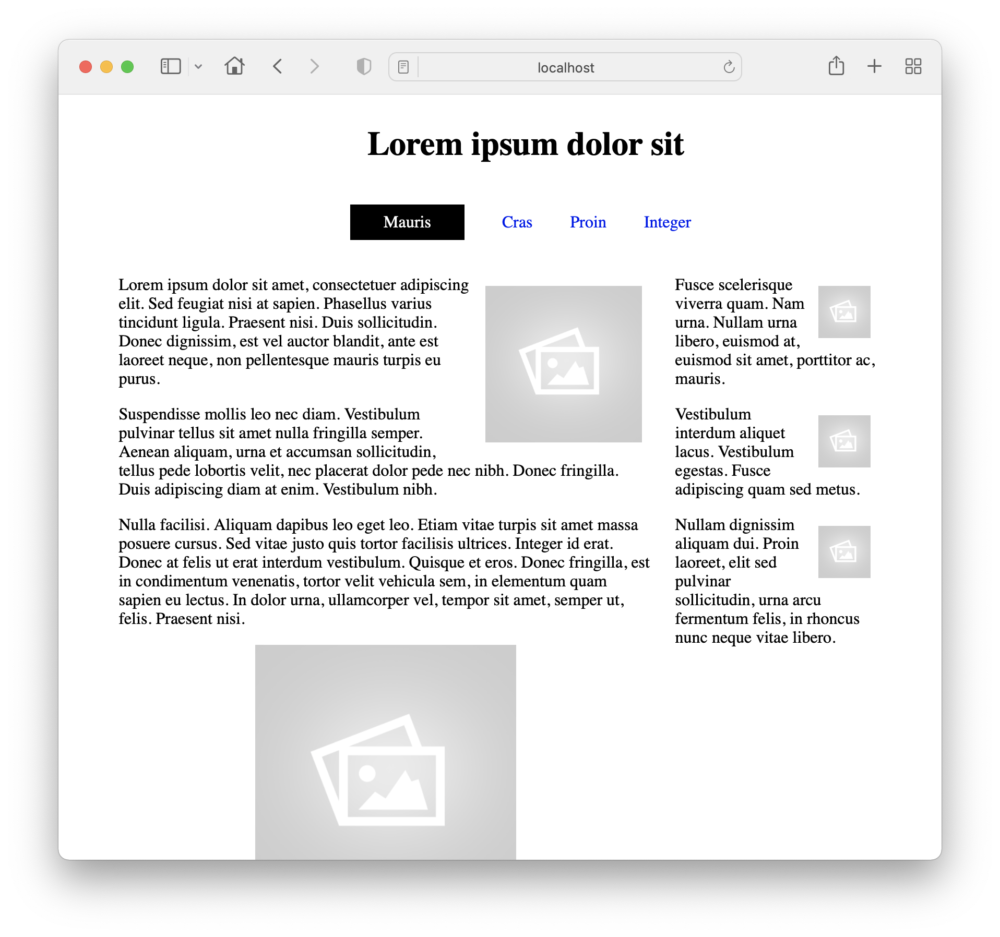 localhost
Lorem ipsum dolor sit
Mauris Cras Proin Integer
Lorem ipsum dolor sit amet, consectetuer adipiscing
elit. Sed feugiat nisi at sapien. Phasellus varius
tincidunt ligula. Praesent nisi. Duis sollicitudin.
Donec dignissim, est vel auctor blandit, ante est
laoreet neque, non pellentesque mauris turpis eu
purus.
Suspendisse mollis leo nec diam. Vestibulum
pulvinar tellus sit amet nulla fringilla semper.
Aenean aliquam, urna et accumsan sollicitudin,
tellus pede lobortis velit, nec placerat dolor pede nec nibh. Donec fringilla.
Duis adipiscing diam at enim. Vestibulum nibh.
Nulla facilisi. Aliquam dapibus leo eget leo. Etiam vitae turpis sit amet massa
posuere cursus. Sed vitae justo quis tortor facilisis ultrices. Integer id erat.
Donec at felis ut erat interdum vestibulum. Quisque et eros. Donec fringilla, est
in condimentum venenatis, tortor velit vehicula sem, in elementum quam
sapien eu lectus. In dolor urna, ullamcorper vel, tempor sit amet, semper ut,
felis. Praesent nisi.
Fusce scelerisque
viverra quam. Nam
urna. Nullam urna
libero, euismod at,
euismod sit amet, porttitor ac,
mauris.
Vestibulum
interdum aliquet
lacus. Vestibulum
egestas. Fusce
adipiscing quam sed metus.
Nullam dignissim
aliquam dui. Proin
laoreet, elit sed
pulvinar
sollicitudin, urna arcu
fermentum felis, in rhoncus
nunc neque vitae libero.